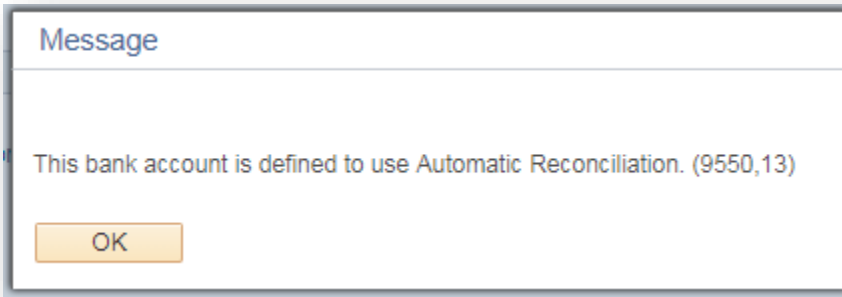 Message
This bank account is defined to use Automatic Reconciliation. (9550,13)
OK